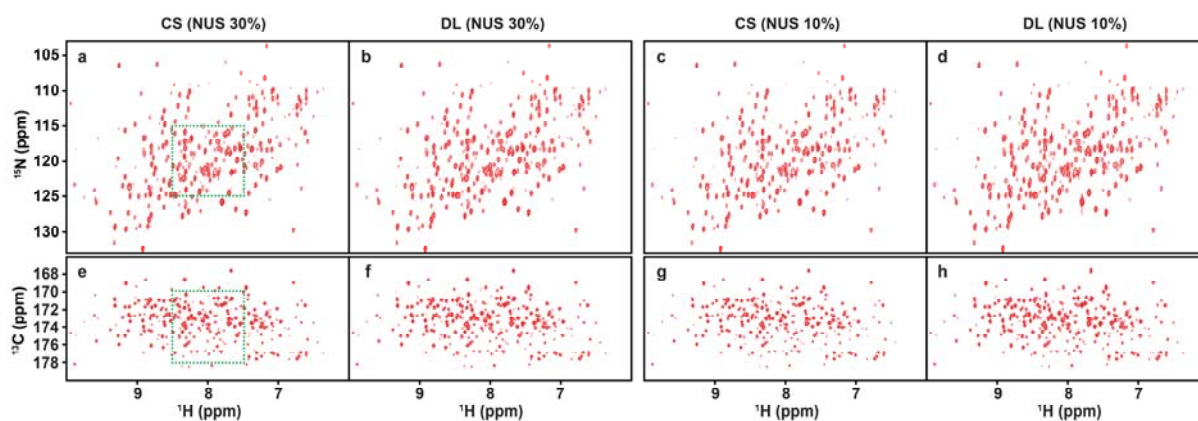 CS (NUS 30%) DL (NUS 30%) CS (NUS 10%) DL (NUS 10%)
a b c d
105
110
115
120
125
130
¹⁵N (ppm)
e f g h
168
170
172
174
176
178
¹³C (ppm)
9 8 7 9 8 7 9 8 7 9 8 7
¹H (ppm) ¹H (ppm) ¹H (ppm) ¹H (ppm)